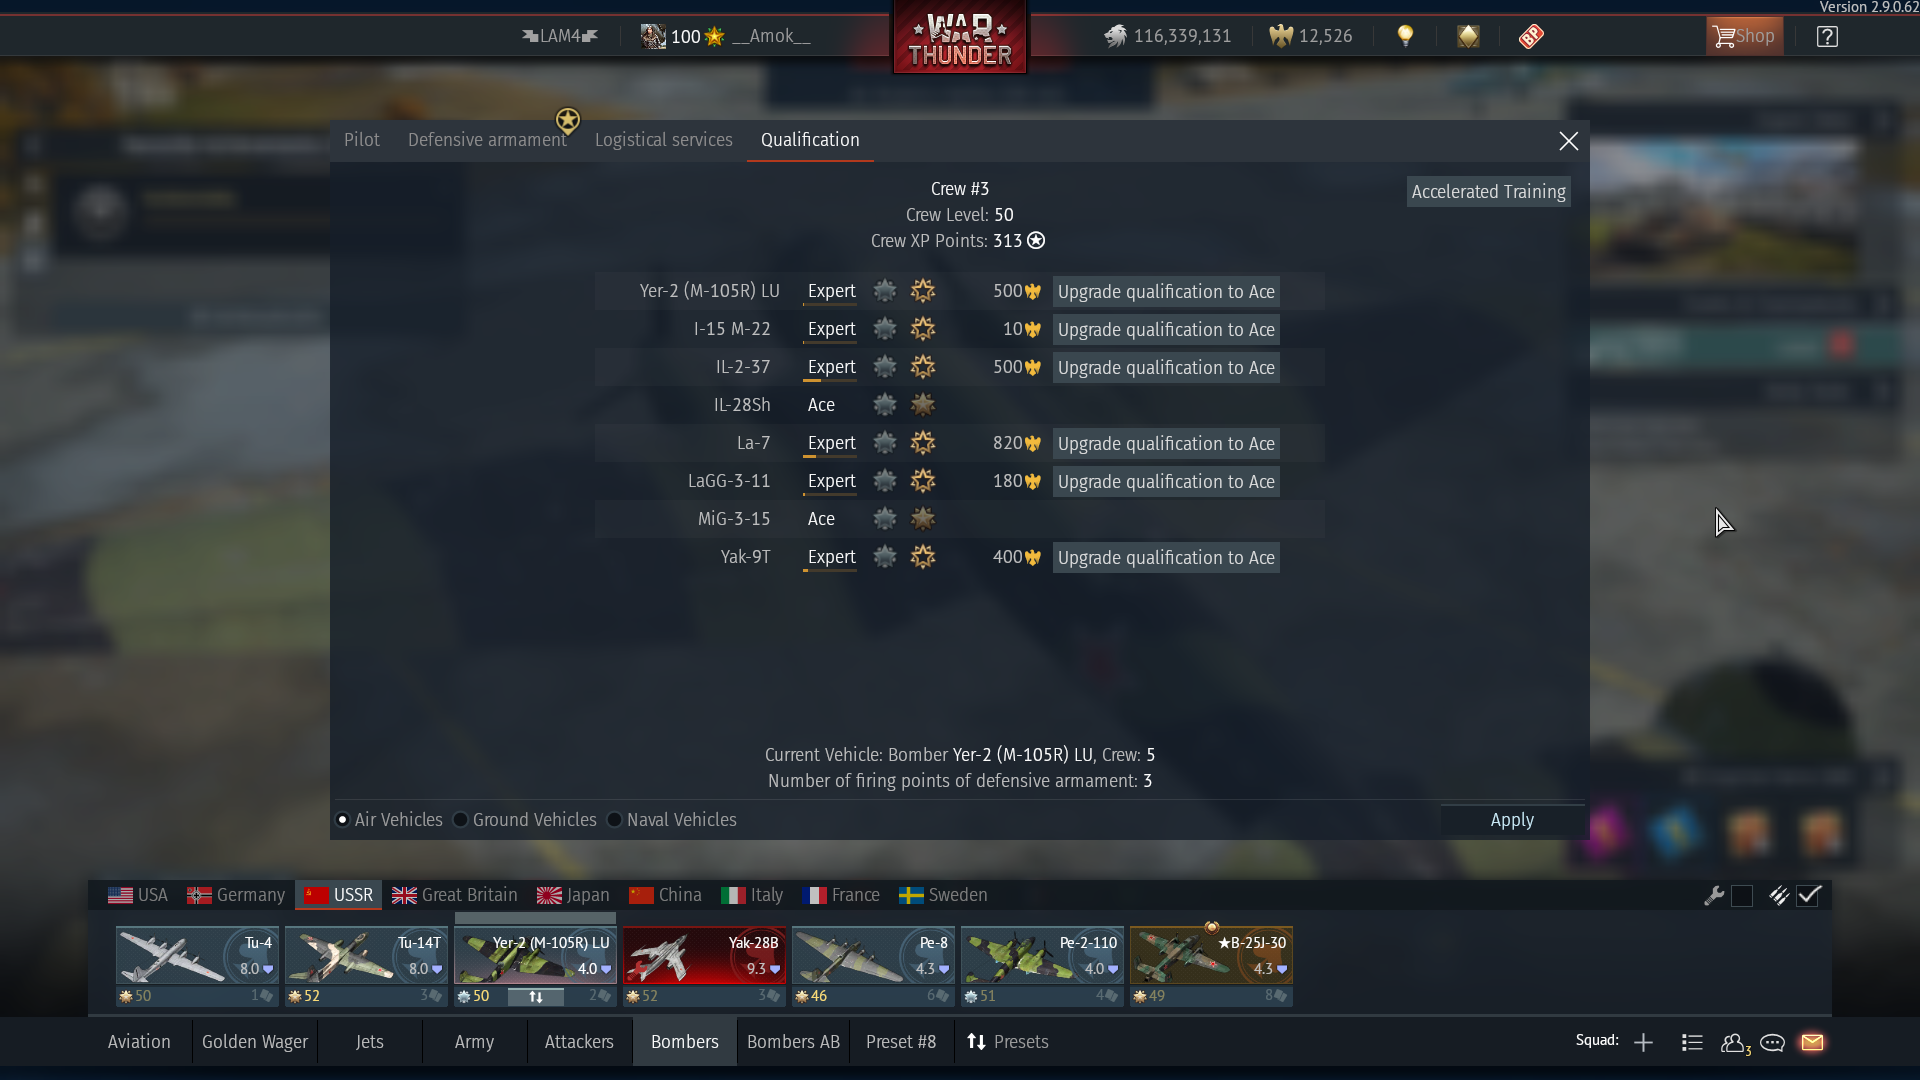 Version 2.9.0.62
LAM4
100 __Amok__
WAR THUNDER
116,339,131
12,526
BP
Shop
?
Pilot
Defensive armament
Logistical services
Qualification
Crew #3
Crew Level: 50
Crew XP Points: 313
Accelerated Training
Yer-2 (M-105R) LU Expert 500 Upgrade qualification to Ace
I-15 M-22 Expert 10 Upgrade qualification to Ace
IL-2-37 Expert 500 Upgrade qualification to Ace
IL-28Sh Ace
La-7 Expert 820 Upgrade qualification to Ace
LaGG-3-11 Expert 180 Upgrade qualification to Ace
MiG-3-15 Ace
Yak-9T Expert 400 Upgrade qualification to Ace
Current Vehicle: Bomber Yer-2 (M-105R) LU, Crew: 5
Number of firing points of defensive armament: 3
Air Vehicles Ground Vehicles Naval Vehicles
Apply
USA Germany USSR Great Britain Japan China Italy France Sweden
Tu-4
8.0
50 1
Tu-14T
8.0
52 3
Yer-2 (M-105R) LU
4.0
50 2
Yak-28B
9.3
52 3
Pe-8
4.3
46 6
Pe-2-110
4.0
51 4
★B-25J-30
4.3
49 8
Aviation Golden Wager Jets Army Attackers Bombers Bombers AB Preset #8 Presets
Squad: 3